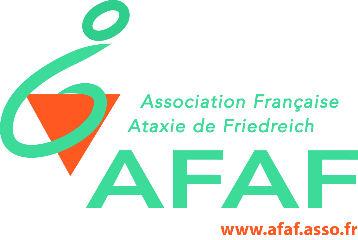 Association Française
Ataxie de Friedreich
AFAF
www.afaf.asso.fr